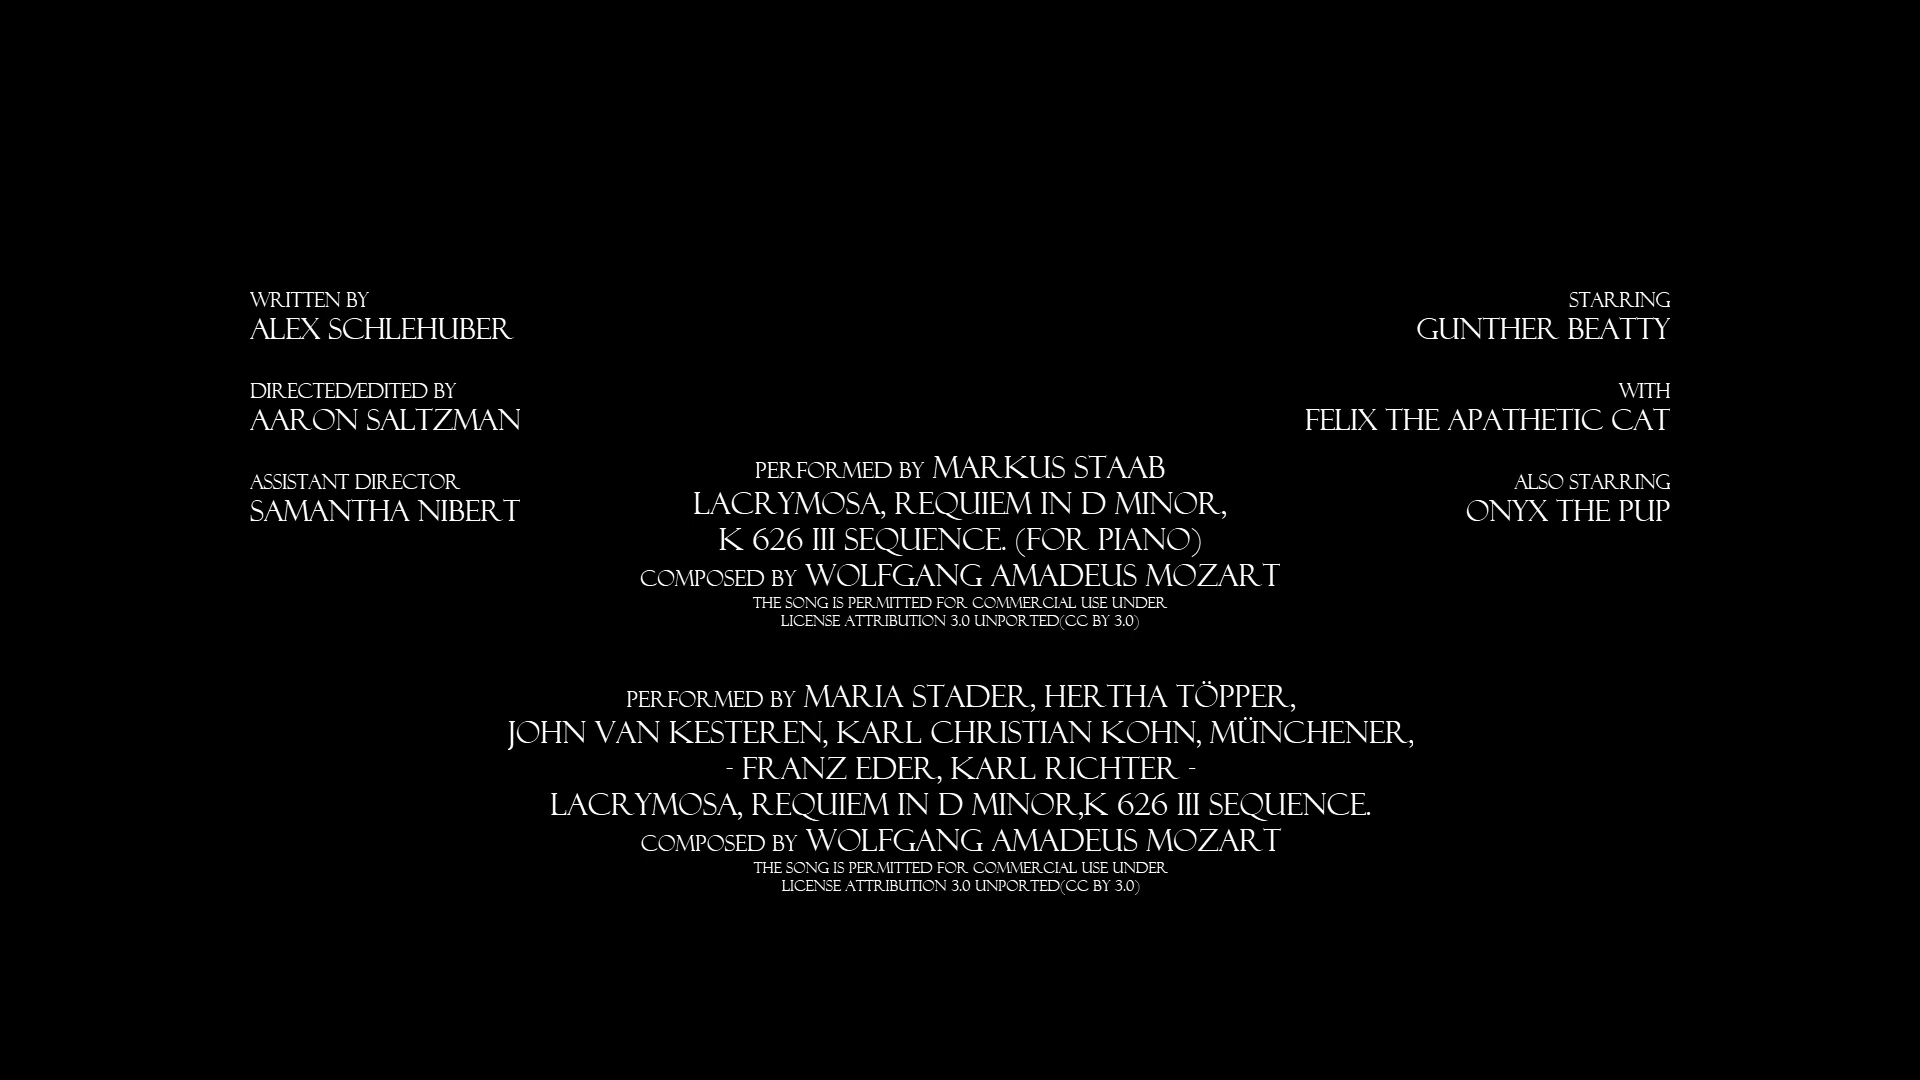 WRITTEN BY
ALEX SCHLEHUBER
DIRECTED/EDITED BY
AARON SALTZMAN
ASSISTANT DIRECTOR
SAMANTHA NIBERT
STARRING
GUNTHER BEATTY
WITH
FELIX THE APATHETIC CAT
ALSO STARRING
ONYX THE PUP
PERFORMED BY MARKUS STAAB
LACRYMOSA, REQUIEM IN D MINOR,
K 626 III SEQUENCE. (FOR PIANO)
COMPOSED BY WOLFGANG AMADEUS MOZART
THE SONG IS PERMITTED FOR COMMERCIAL USE UNDER
LICENSE ATTRIBUTION 3.0 UNPORTED(CC BY 3.0)
PERFORMED BY MARIA STADER, HERTHA TÖPPER,
JOHN VAN KESTEREN, KARL CHRISTIAN KOHN, MÜNCHENER,
- FRANZ EDER, KARL RICHTER -
LACRYMOSA, REQUIEM IN D MINOR,K 626 III SEQUENCE.
COMPOSED BY WOLFGANG AMADEUS MOZART
THE SONG IS PERMITTED FOR COMMERCIAL USE UNDER
LICENSE ATTRIBUTION 3.0 UNPORTED(CC BY 3.0)